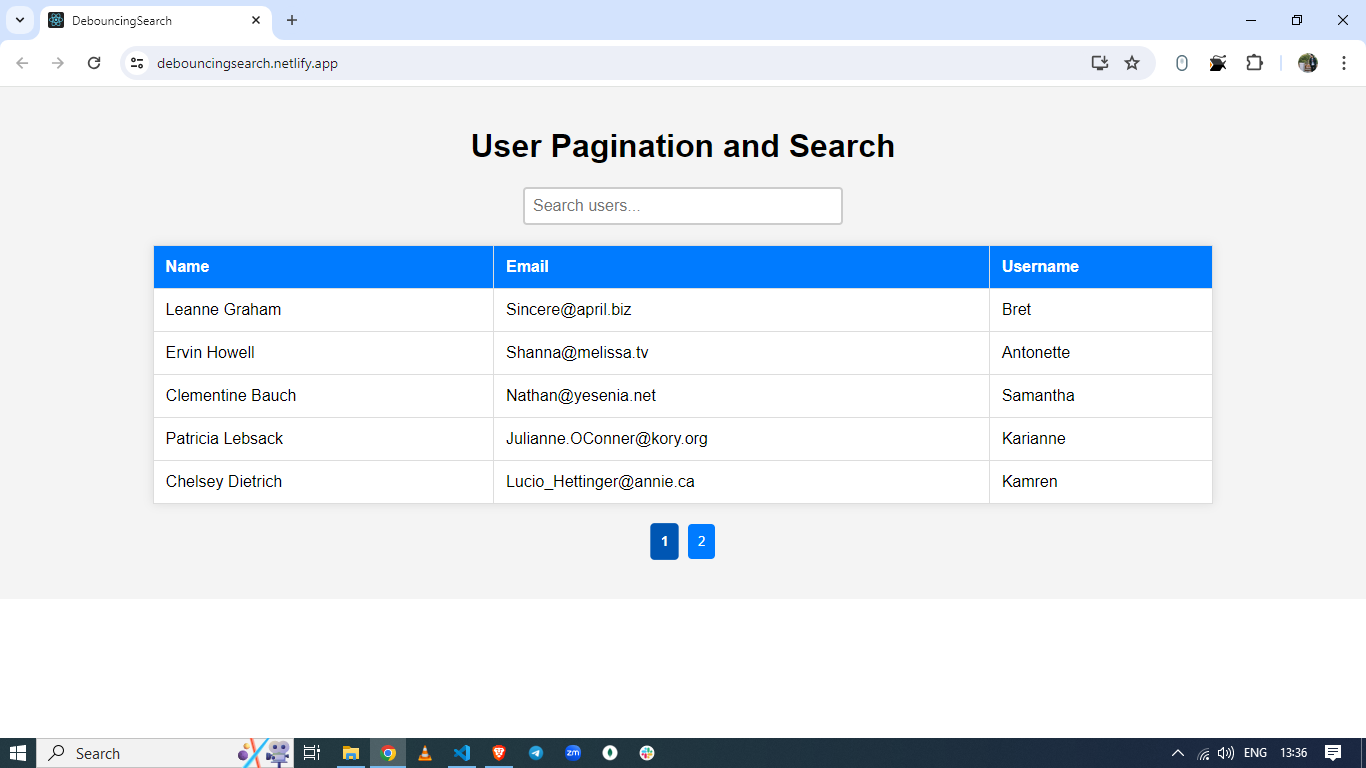 DebouncingSearch
debouncingsearch.netlify.app
User Pagination and Search
Search users...
Name Email Username
Leanne Graham Sincere@april.biz Bret
Ervin Howell Shanna@melissa.tv Antonette
Clementine Bauch Nathan@yesenia.net Samantha
Patricia Lebsack Julianne.OConner@kory.org Karianne
Chelsey Dietrich Lucio_Hettinger@annie.ca Kamren
1 2
Search zm ENG 13:36